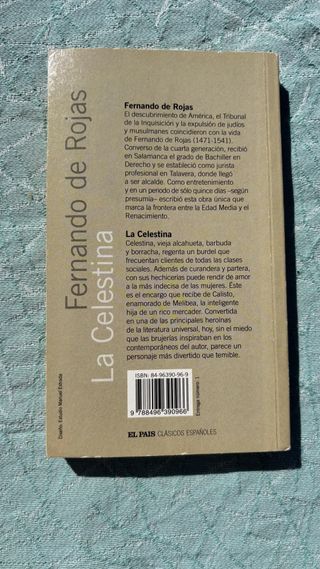 Fernando de Rojas
La Celestina
Fernando de Rojas
El descubrimiento de América, el Tribunal
de la Inquisición y la expulsión de judíos
y musulmanes coincidieron con la vida
de Fernando de Rojas (1471-1541).
Converso de la cuarta generación, recibió
en Salamanca el grado de Bachiller en
Derecho y se estableció como jurista
profesional en Talavera, donde llegó
a ser alcalde. Como entretenimiento
y en un periodo de sólo quince días –según
presumía– escribió esta obra única que
marca la frontera entre la Edad Media y el
Renacimiento.
La Celestina
Celestina, vieja alcahueta, barbuda
y borracha, regenta un burdel que
frecuentan clientes de todas las clases
sociales. Además de curandera y partera,
con sus hechicerías puede rendir de amor
a la más indecisa de las mujeres. Éste
es el encargo que recibe de Calisto,
enamorado de Melibea, la inteligente
hija de un rico mercader. Convertida
en una de las principales heroínas
de la literatura universal, hoy, sin el miedo
que las brujerías inspiraban en los
contemporáneos del autor, parece un
personaje más divertido que temible.
ISBN: 84-96390-96-9
9 788496 390966
Entrega número: 1
Diseño: Estudio Manuel Estrada
EL PAIS CLÁSICOS ESPAÑOLES